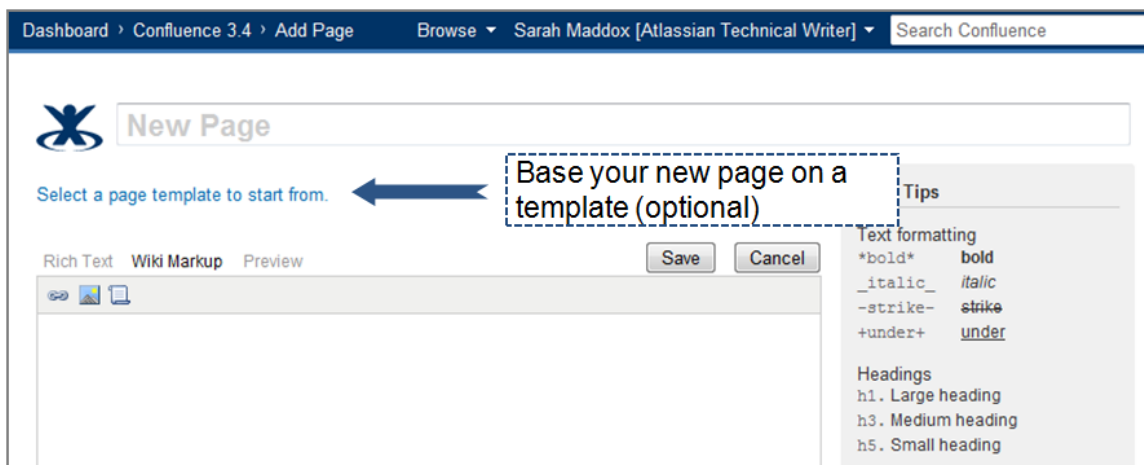 Dashboard > Confluence 3.4 > Add Page Browse Sarah Maddox [Atlassian Technical Writer] Search Confluence
New Page
Select a page template to start from.
Base your new page on a
template (optional)
Rich Text Wiki Markup Preview Save Cancel
Tips
Text formatting
*bold* bold
_italic_ italic
-strike- strike
+under+ under
Headings
h1. Large heading
h3. Medium heading
h5. Small heading